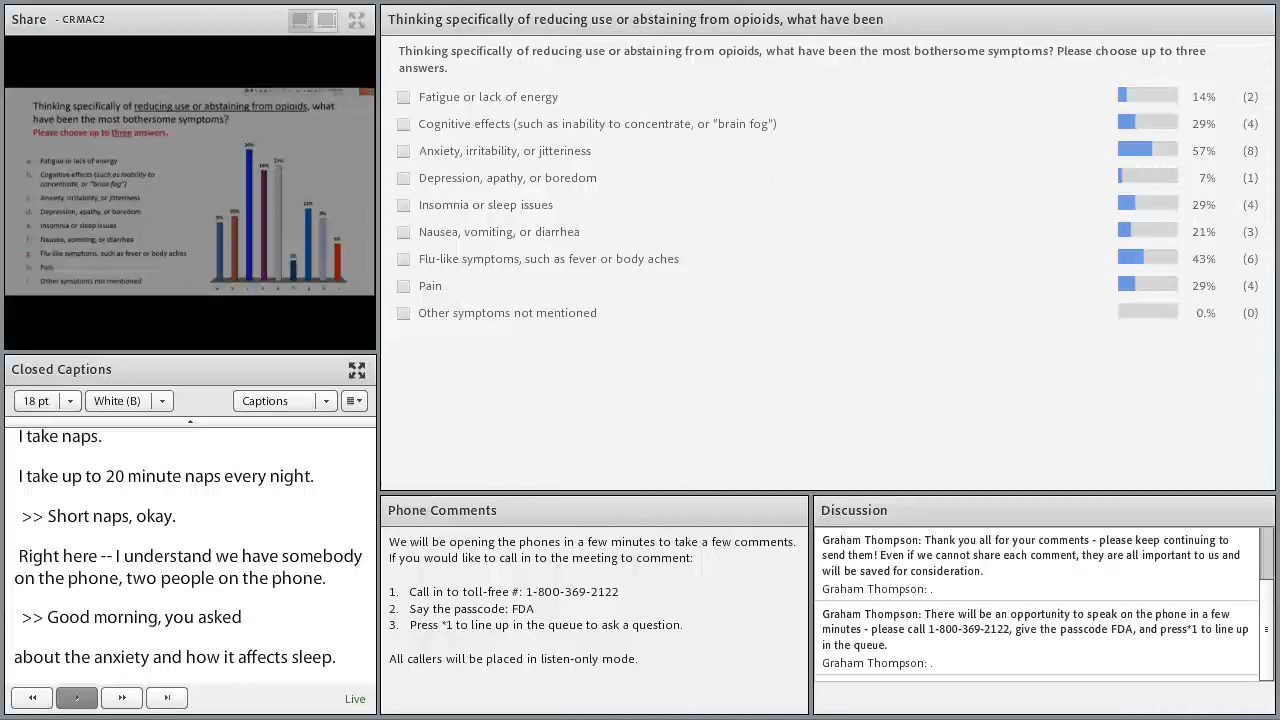 Share - CRMAC2
Thinking specifically of reducing use or abstaining from opioids, what
have been the most bothersome symptoms?
Please choose up to three answers.
Fatigue or lack of energy
Cognitive effects (such as inability to
concentrate, or "brain fog")
Anxiety, irritability, or jitteriness
Depression, apathy, or boredom
Insomnia or sleep issues
Nausea, vomiting, or diarrhea
Flu-like symptoms, such as fever or body aches
Pain
Other symptoms not mentioned
Closed Captions
18 pt
White (B)
Captions
I take naps.
I take up to 20 minute naps every night.
>> Short naps, okay.
Right here -- I understand we have somebody
on the phone, two people on the phone.
>> Good morning, you asked
about the anxiety and how it affects sleep.
Live
Thinking specifically of reducing use or abstaining from opioids, what have been
Thinking specifically of reducing use or abstaining from opioids, what have been the most bothersome symptoms? Please choose up to three
answers.
Fatigue or lack of energy 14% (2)
Cognitive effects (such as inability to concentrate, or "brain fog") 29% (4)
Anxiety, irritability, or jitteriness 57% (8)
Depression, apathy, or boredom 7% (1)
Insomnia or sleep issues 29% (4)
Nausea, vomiting, or diarrhea 21% (3)
Flu-like symptoms, such as fever or body aches 43% (6)
Pain 29% (4)
Other symptoms not mentioned 0.% (0)
Phone Comments
We will be opening the phones in a few minutes to take a few comments.
If you would like to call in to the meeting to comment:
1. Call in to toll-free #: 1-800-369-2122
2. Say the passcode: FDA
3. Press *1 to line up in the queue to ask a question.
All callers will be placed in listen-only mode.
Discussion
Graham Thompson: Thank you all for your comments - please keep continuing to
send them! Even if we cannot share each comment, they are all important to us and
will be saved for consideration.
Graham Thompson: .
Graham Thompson: There will be an opportunity to speak on the phone in a few
minutes - please call 1-800-369-2122, give the passcode FDA, and press*1 to line up
in the queue.
Graham Thompson: .